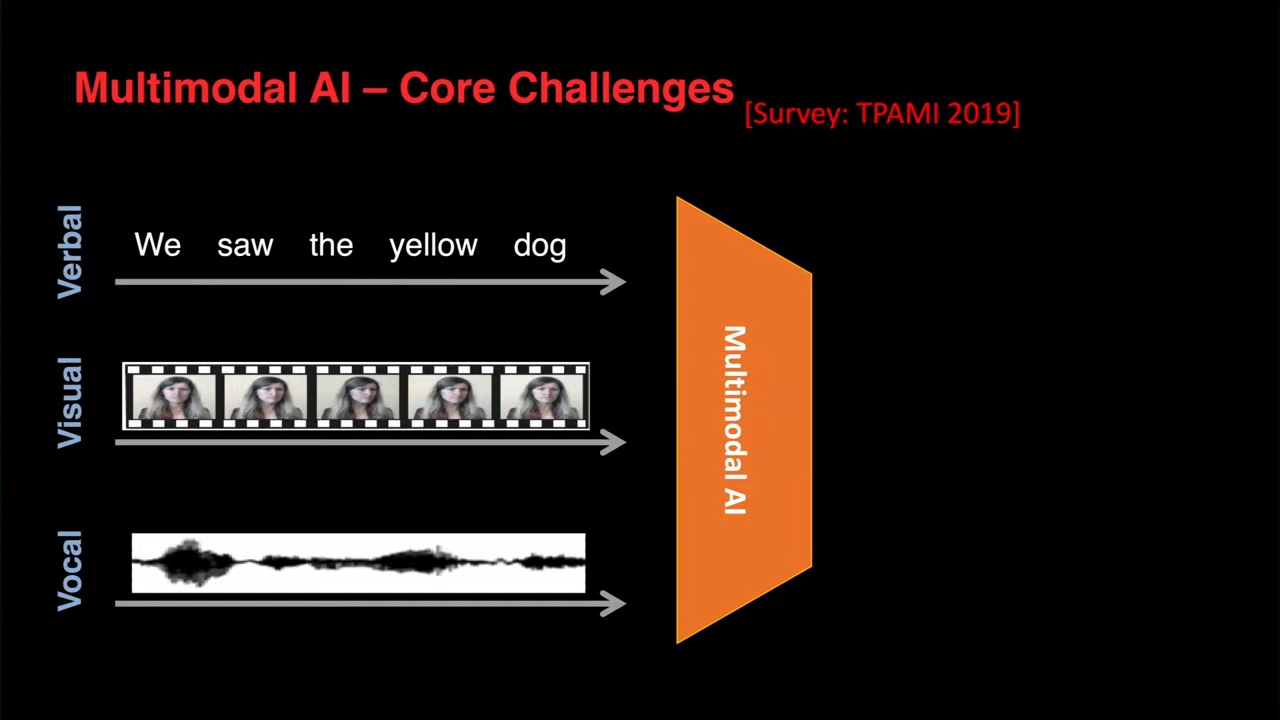 Multimodal AI – Core Challenges
[Survey: TPAMI 2019]
Verbal
We saw the yellow dog
Visual
Vocal
Multimodal AI